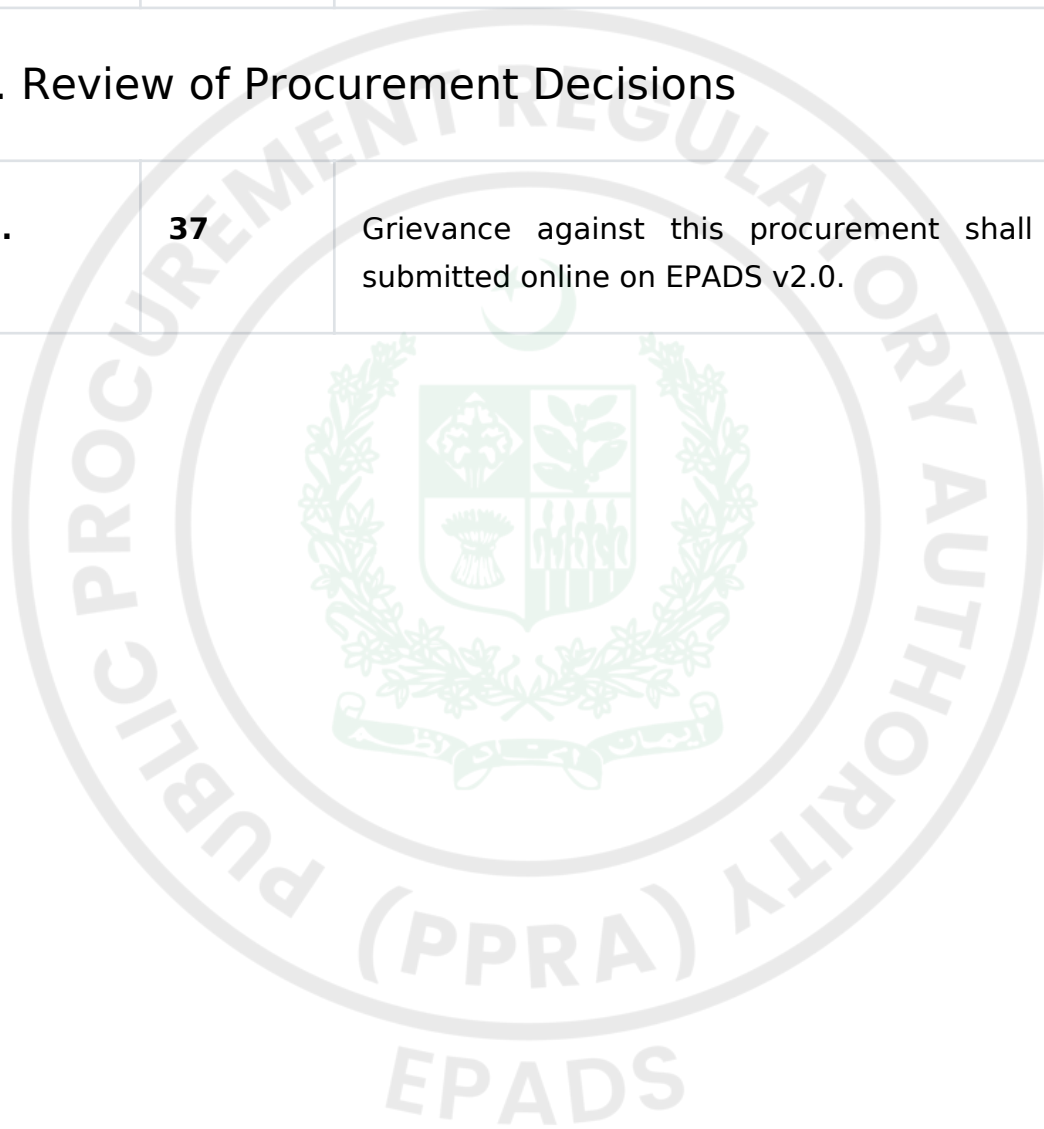 . Review of Procurement Decisions
. 37 Grievance against this procurement shall
submitted online on EPADS v2.0.
PUBLIC PROCUREMENT REGULATORY AUTHORITY
(PPRA)
EPADS